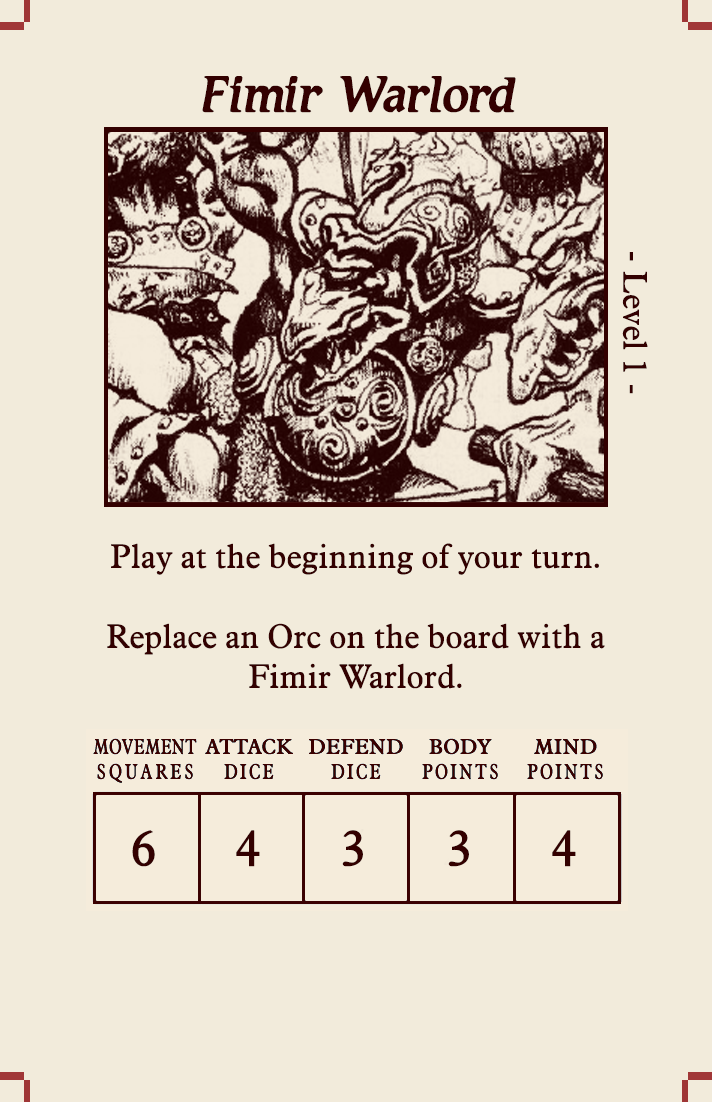 Fimir Warlord
- Level 1 -
Play at the beginning of your turn.
Replace an Orc on the board with a
Fimir Warlord.
MOVEMENT ATTACK DEFEND BODY MIND
SQUARES DICE DICE POINTS POINTS
6 4 3 3 4